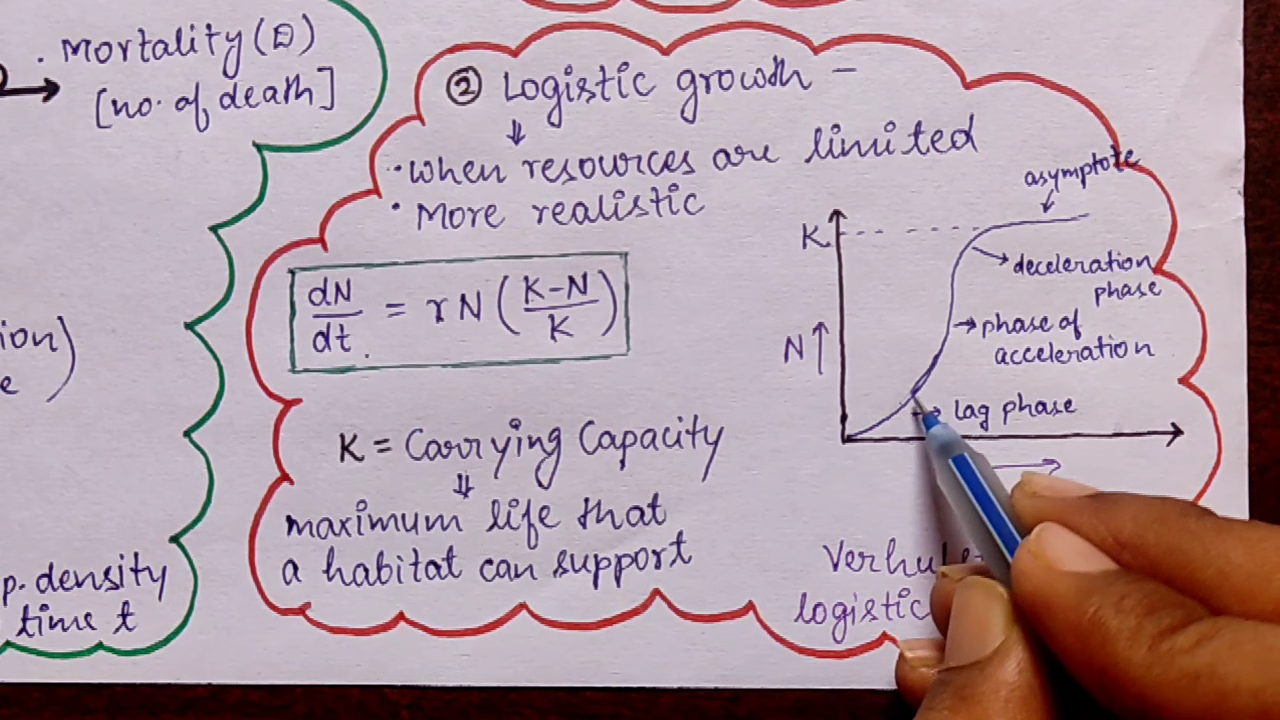 . Mortality (D)
[no. of death]
e
p. density
time t
② Logistic growth -
⇓
• when resources are limited
• More realistic
dN/dt = rN (K-N/K)
K = Carrying Capacity
⇓
maximum life that
a habitat can support
asymptote
K
→ deceleration
phase
→ phase of
acceleration
N ↑
→ lag phase
logistic